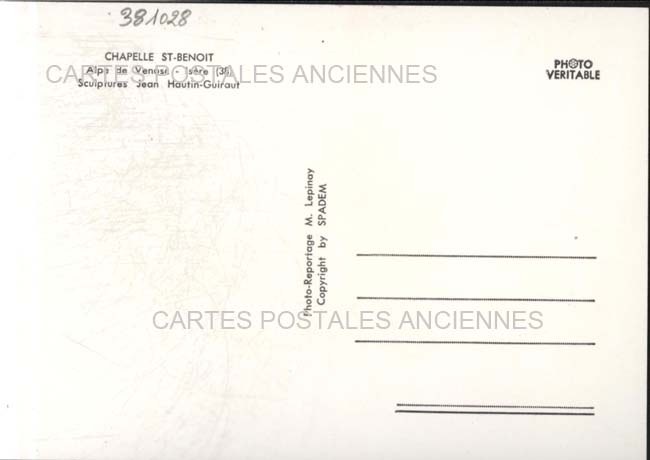 381028
CHAPELLE ST-BENOIT
Alpe de Venosc - Isère (38)
Sculptures Jean Hautin-Guiraut
CARTES POSTALES ANCIENNES
PHOTO
VERITABLE
Photo-Reportage M. Lepinay
Copyright by SPADEM
CARTES POSTALES ANCIENNES